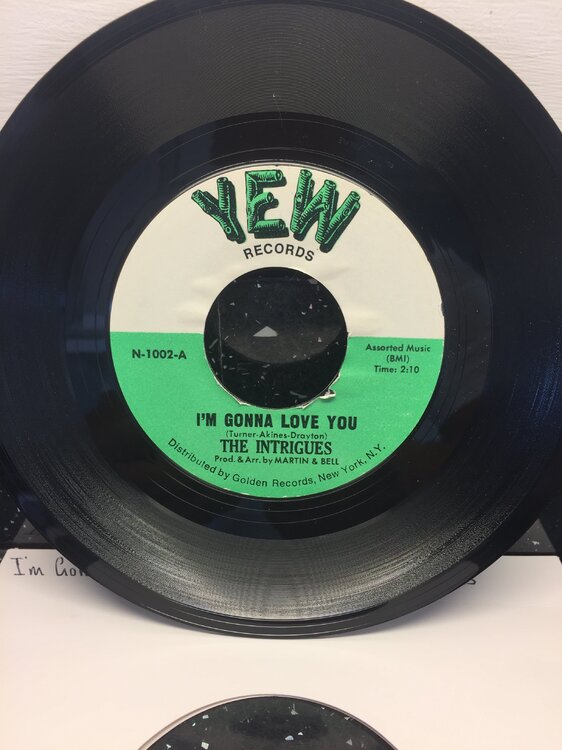 YEW
RECORDS
N-1002-A
Assorted Music
(BMI)
Time: 2:10
I'M GONNA LOVE YOU
(Turner-Akines-Drayton)
THE INTRIGUES
Prod. & Arr. by MARTIN & BELL
Distributed by Golden Records, New York, N.Y.
I'm